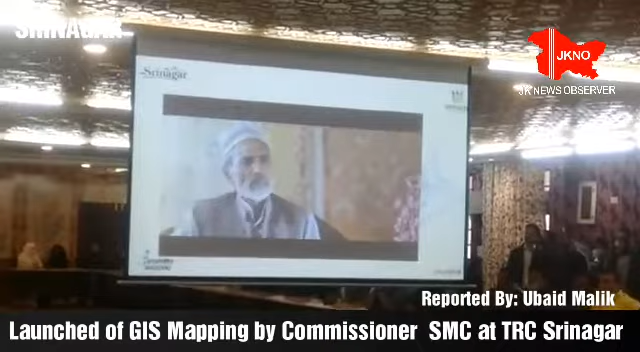 SRINAGAR
Srinagar
JKNO
JK NEWS OBSERVER
Reported By: Ubaid Malik
Launched of GIS Mapping by Commissioner SMC at TRC Srinagar